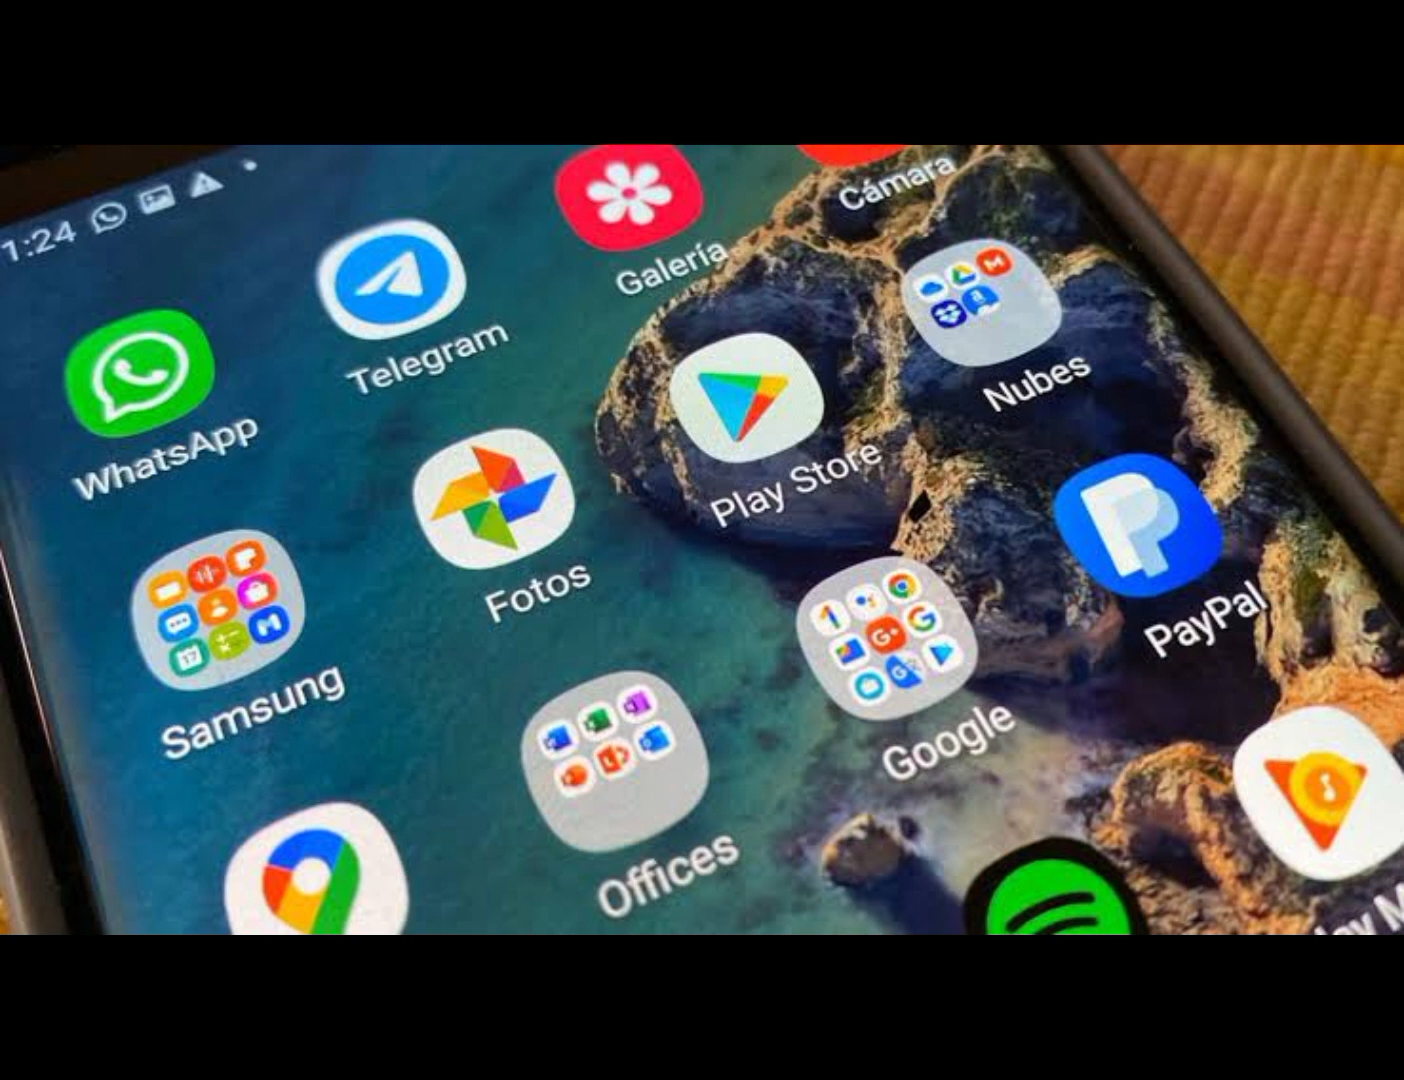 1:24
Cámara
Galería
Telegram
Nubes
WhatsApp
Play Store
Fotos
PayPal
Samsung
Google
Offices